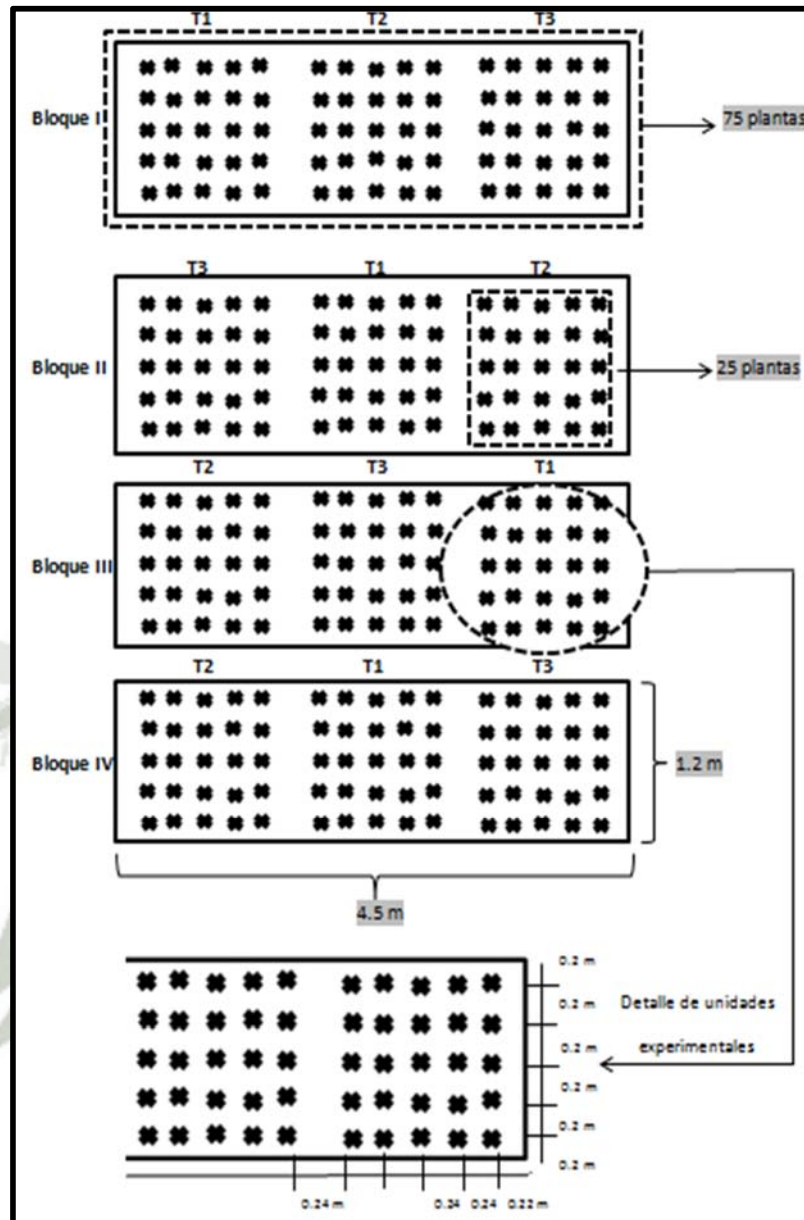 T1 T2 T3
Bloque I
75 plantas
T3 T1 T2
Bloque II
25 plantas
T2 T3 T1
Bloque III
T2 T1 T3
Bloque IV
1.2 m
4.5 m
0.2 m
0.2 m
Detalle de unidades
0.2 m
experimentales
0.2 m
0.2 m
0.2 m
0.24 m
0.24
0.24
0.22 m